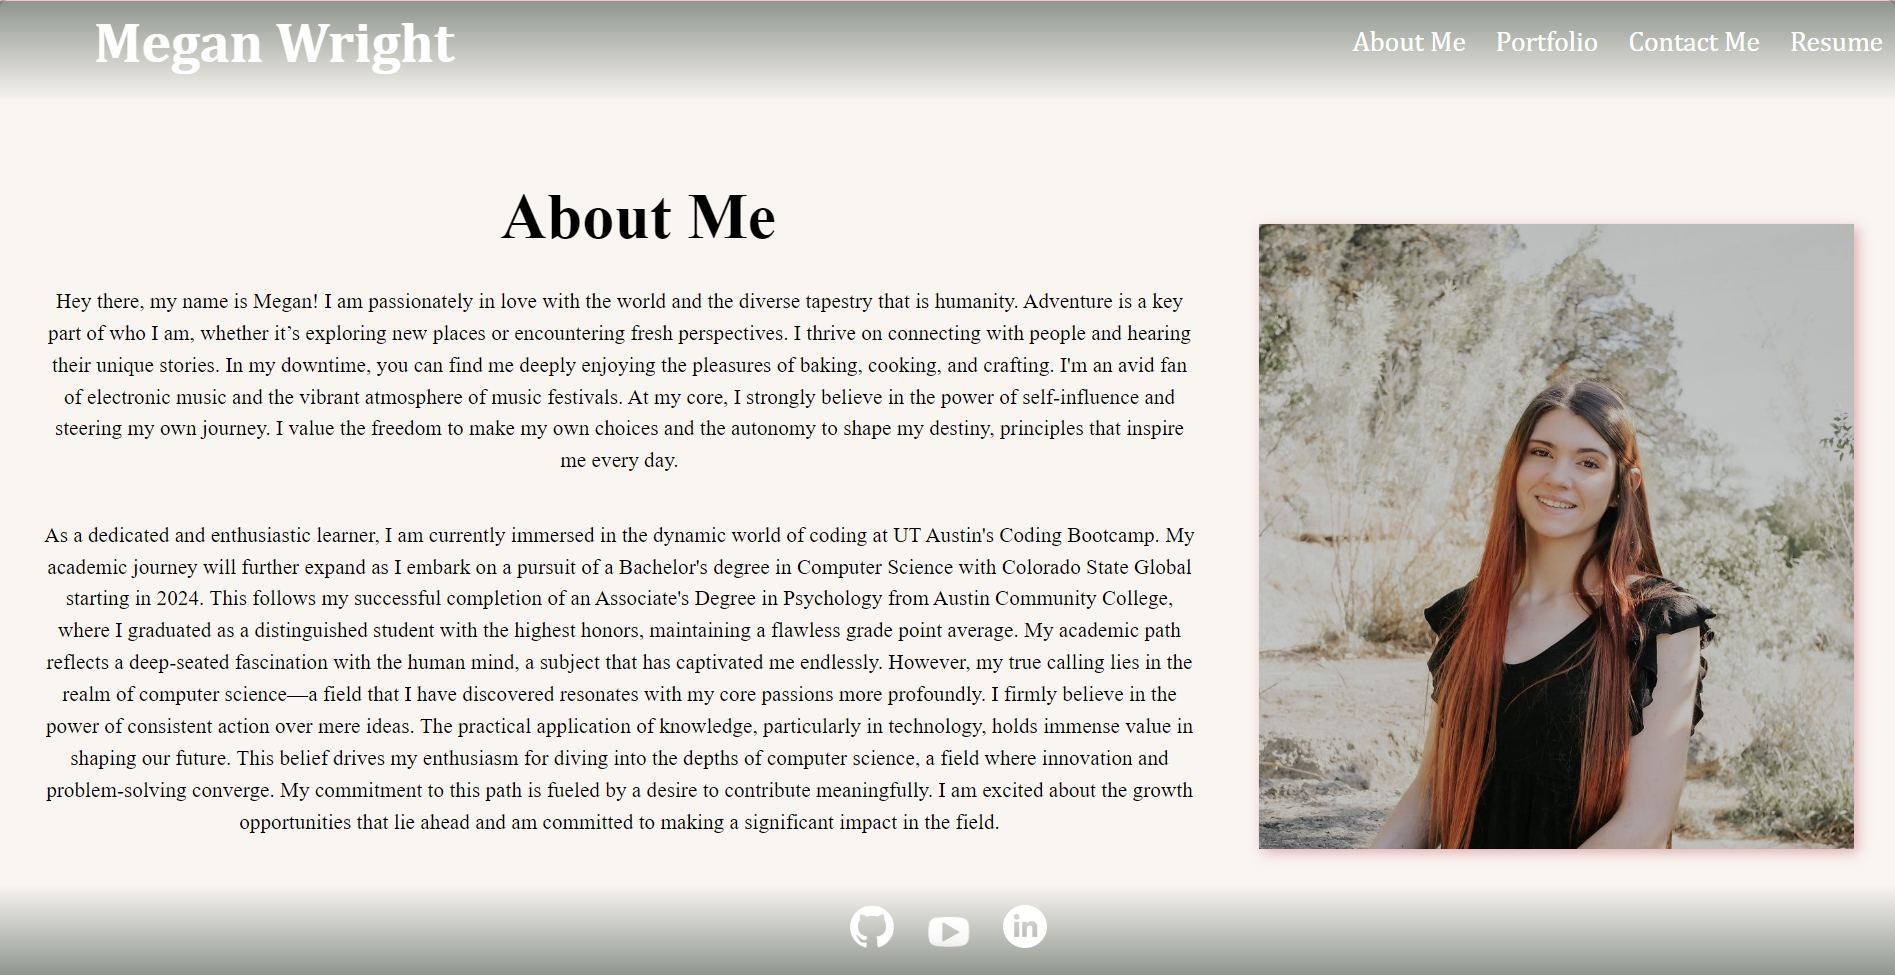 Megan Wright
About Me Portfolio Contact Me Resume
About Me
Hey there, my name is Megan! I am passionately in love with the world and the diverse tapestry that is humanity. Adventure is a key
part of who I am, whether it’s exploring new places or encountering fresh perspectives. I thrive on connecting with people and hearing
their unique stories. In my downtime, you can find me deeply enjoying the pleasures of baking, cooking, and crafting. I'm an avid fan
of electronic music and the vibrant atmosphere of music festivals. At my core, I strongly believe in the power of self-influence and
steering my own journey. I value the freedom to make my own choices and the autonomy to shape my destiny, principles that inspire
me every day.
As a dedicated and enthusiastic learner, I am currently immersed in the dynamic world of coding at UT Austin's Coding Bootcamp. My
academic journey will further expand as I embark on a pursuit of a Bachelor's degree in Computer Science with Colorado State Global
starting in 2024. This follows my successful completion of an Associate's Degree in Psychology from Austin Community College,
where I graduated as a distinguished student with the highest honors, maintaining a flawless grade point average. My academic path
reflects a deep-seated fascination with the human mind, a subject that has captivated me endlessly. However, my true calling lies in the
realm of computer science—a field that I have discovered resonates with my core passions more profoundly. I firmly believe in the
power of consistent action over mere ideas. The practical application of knowledge, particularly in technology, holds immense value in
shaping our future. This belief drives my enthusiasm for diving into the depths of computer science, a field where innovation and
problem-solving converge. My commitment to this path is fueled by a desire to contribute meaningfully. I am excited about the growth
opportunities that lie ahead and am committed to making a significant impact in the field.
in